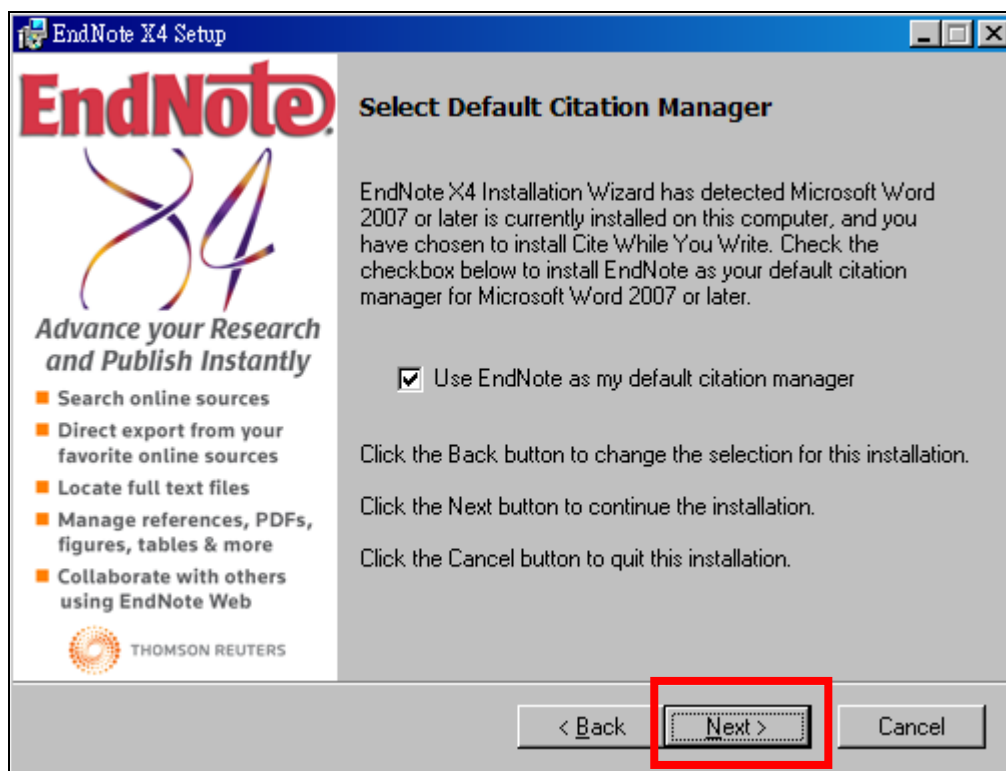 EndNote X4 Setup
EndNote
X4
Advance your Research
and Publish Instantly
Search online sources
Direct export from your
favorite online sources
Locate full text files
Manage references, PDFs,
figures, tables & more
Collaborate with others
using EndNote Web
THOMSON REUTERS
Select Default Citation Manager
EndNote X4 Installation Wizard has detected Microsoft Word
2007 or later is currently installed on this computer, and you
have chosen to install Cite While You Write. Check the
checkbox below to install EndNote as your default citation
manager for Microsoft Word 2007 or later.
Use EndNote as my default citation manager
Click the Back button to change the selection for this installation.
Click the Next button to continue the installation.
Click the Cancel button to quit this installation.
< Back
Next >
Cancel